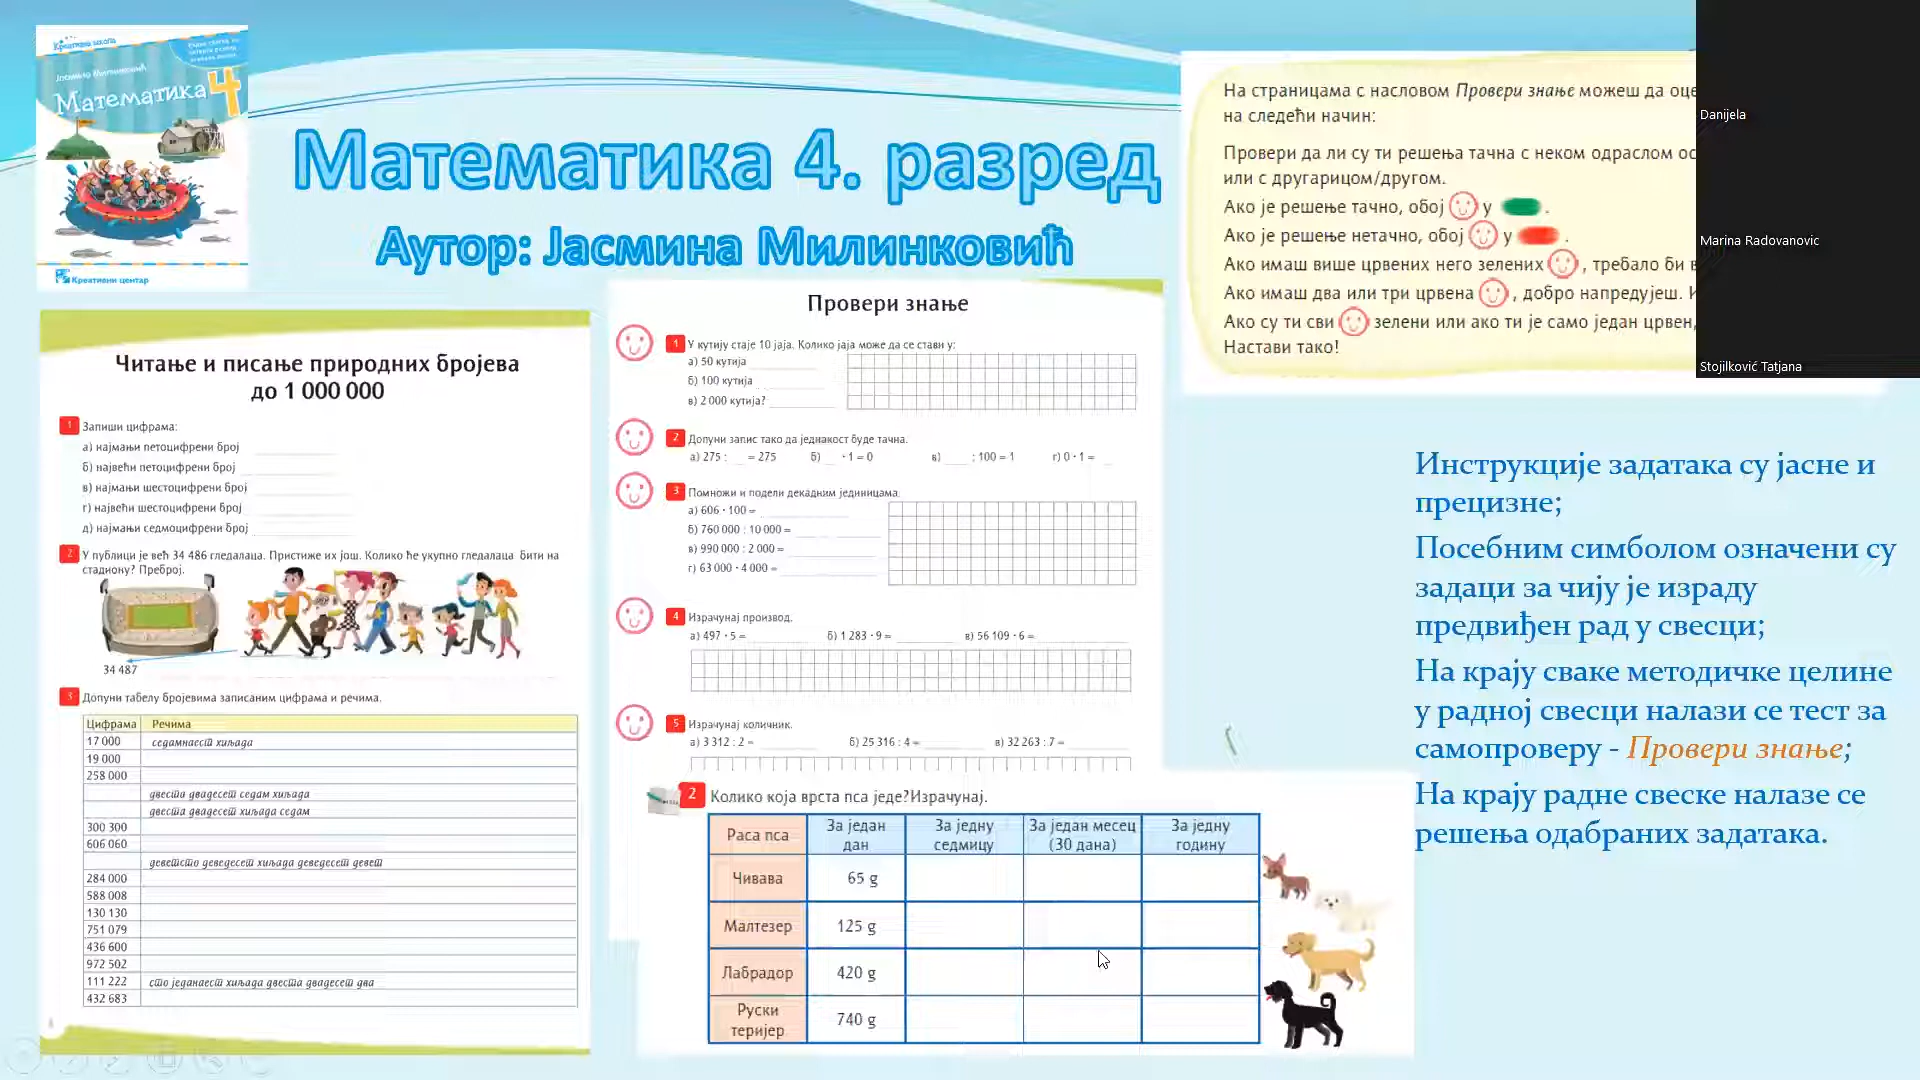 Креативна школа
Јасмина Милинковић
Математика 4
Креативни центар
Математика 4. разред
Аутор: Јасмина Милинковић
На страницама с насловом Провери знање можеш да оце
на следећи начин:
Провери да ли су ти решења тачна с неком одраслом ос
или с другарицом/другом.
Ако је решење тачно, обој у .
Ако је решење нетачно, обој у .
Ако имаш више црвених него зелених , требало би в
Ако имаш два или три црвена , добро напредујеш. И
Ако су ти сви зелени или ако ти је само један црвен,
Настави тако!
Danijela
Marina Radovanovic
Stojilković Tatjana
Читање и писање природних бројева
до 1 000 000
1 Запиши цифрама:
а) најмањи петоцифрени број
б) највећи петоцифрени број
в) најмањи шестоцифрени број
г) највећи шестоцифрени број
д) најмањи седмоцифрени број
2 У публици је већ 34 486 гледалаца. Пристиже их још. Колико ће укупно гледалаца бити на
стадиону? Преброј.
34 487
3 Допуни табелу бројевима записаним цифрама и речима.
Цифрама Речима
17 000 седамнаест хиљада
19 000
258 000
двеста двадесет седам хиљада
двеста двадесет хиљада седам
300 300
606 060
деветсто деведесет хиљада деведесет девет
284 000
588 008
130 130
751 079
436 600
972 502
111 222 сто једанаест хиљада двеста двадесет два
432 683
Провери знање
1 У кутију стаје 10 јаја. Колико јаја може да се стави у:
а) 50 кутија
б) 100 кутија
в) 2 000 кутија?
2 Допуни запис тако да једнакост буде тачна.
а) 275 : __ = 275 б) __ · 1 = 0 в) __ : 100 = 1 г) 0 · 1 = __
3 Помножи и подели декадним јединицама.
а) 606 · 100 =
б) 760 000 : 10 000 =
в) 990 000 : 2 000 =
г) 63 000 · 4 000 =
4 Израчунај производ.
а) 497 · 5 = б) 1 283 · 9 = в) 56 109 · 6 =
5 Израчунај количник.
а) 3 312 : 2 = б) 25 316 : 4 = в) 32 263 : 7 =
2 Колико која врста пса једе?Израчунај.
Раса пса За један дан За једну седмицу За један месец (30 дана) За једну годину
Чивава 65 g
Малтезер 125 g
Лабрадор 420 g
Руски теријер 740 g
Инструкције задатака су јасне и
прецизне;
Посебним симболом означени су
задаци за чију је израду
предвиђен рад у свесци;
На крају сваке методичке целине
у радној свесци налази се тест за
самопроверу - Провери знање;
На крају радне свеске налазе се
решења одабраних задатака.